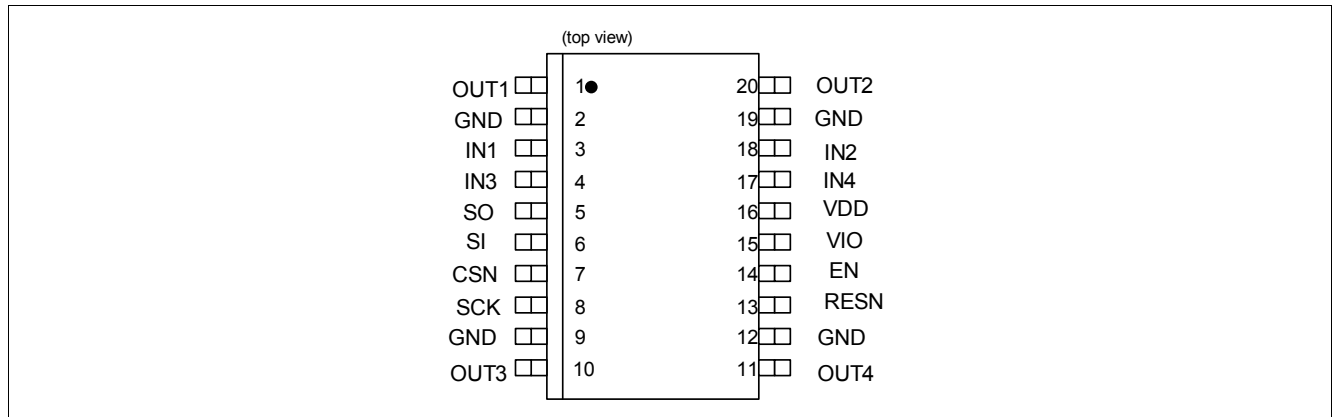 (top view)
OUT1 1 20 OUT2
GND 2 19 GND
IN1 3 18 IN2
IN3 4 17 IN4
SO 5 16 VDD
SI 6 15 VIO
CSN 7 14 EN
SCK 8 13 RESN
GND 9 12 GND
OUT3 10 11 OUT4